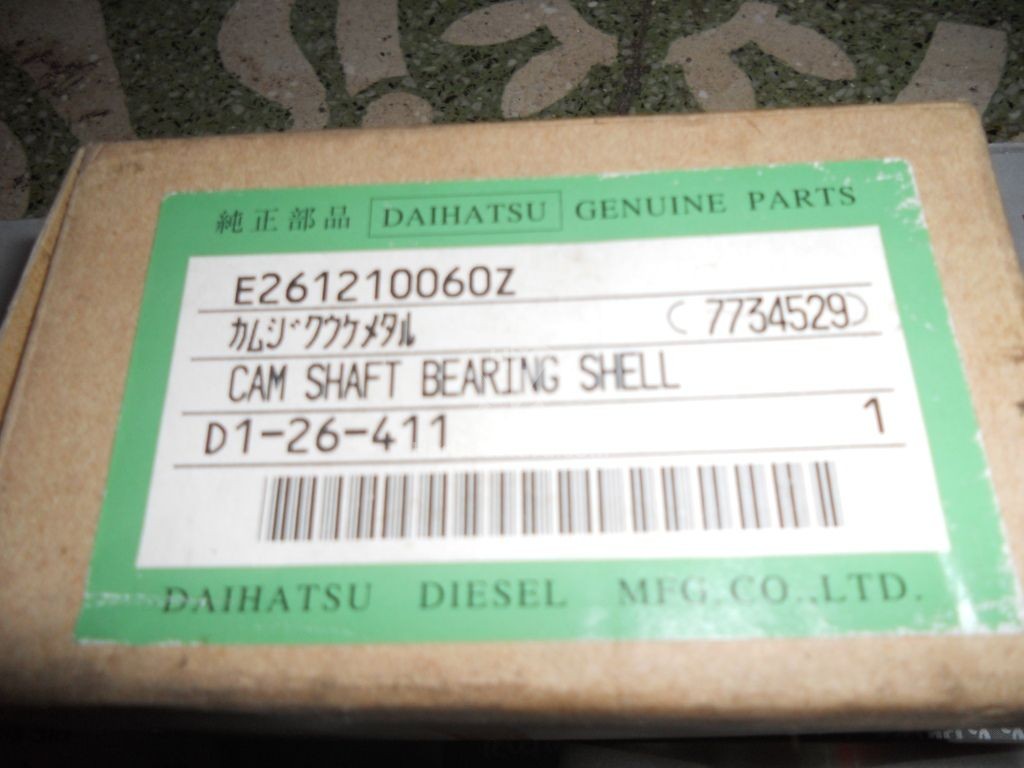 純正部品 DAIHATSU GENUINE PARTS
E261210060Z
カムジクウケメタル (7734529)
CAM SHAFT BEARING SHELL
D1-26-411 1
DAIHATSU DIESEL MFG.CO.,LTD.